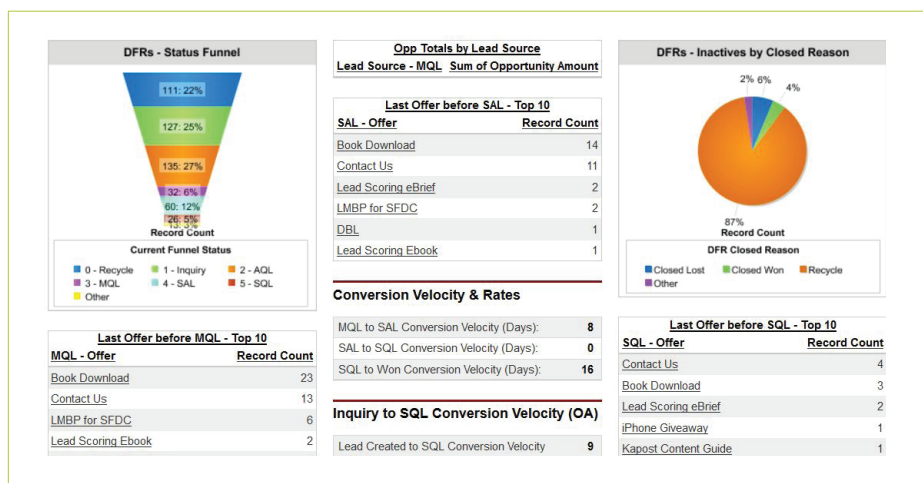 DFRs - Status Funnel
111: 22%
127: 25%
135: 27%
32: 6%
60: 12%
26: 5%
13: 3%
Record Count
Current Funnel Status
0 - Recycle 1 - Inquiry 2 - AQL
3 - MQL 4 - SAL 5 - SQL
Other
Last Offer before MQL - Top 10
MQL - Offer Record Count
Book Download 23
Contact Us 13
LMBP for SFDC 6
Lead Scoring Ebook 2
Opp Totals by Lead Source
Lead Source - MQL Sum of Opportunity Amount
Last Offer before SAL - Top 10
SAL - Offer Record Count
Book Download 14
Contact Us 11
Lead Scoring eBrief 2
LMBP for SFDC 2
DBL 1
Lead Scoring Ebook 1
Conversion Velocity & Rates
MQL to SAL Conversion Velocity (Days): 8
SAL to SQL Conversion Velocity (Days): 0
SQL to Won Conversion Velocity (Days): 16
Inquiry to SQL Conversion Velocity (OA)
Lead Created to SQL Conversion Velocity 9
DFRs - Inactives by Closed Reason
2% 6%
4%
87%
Record Count
DFR Closed Reason
Closed Lost Closed Won Recycle
Other
Last Offer before SQL - Top 10
SQL - Offer Record Count
Contact Us 4
Book Download 3
Lead Scoring eBrief 2
iPhone Giveaway 1
Kapost Content Guide 1